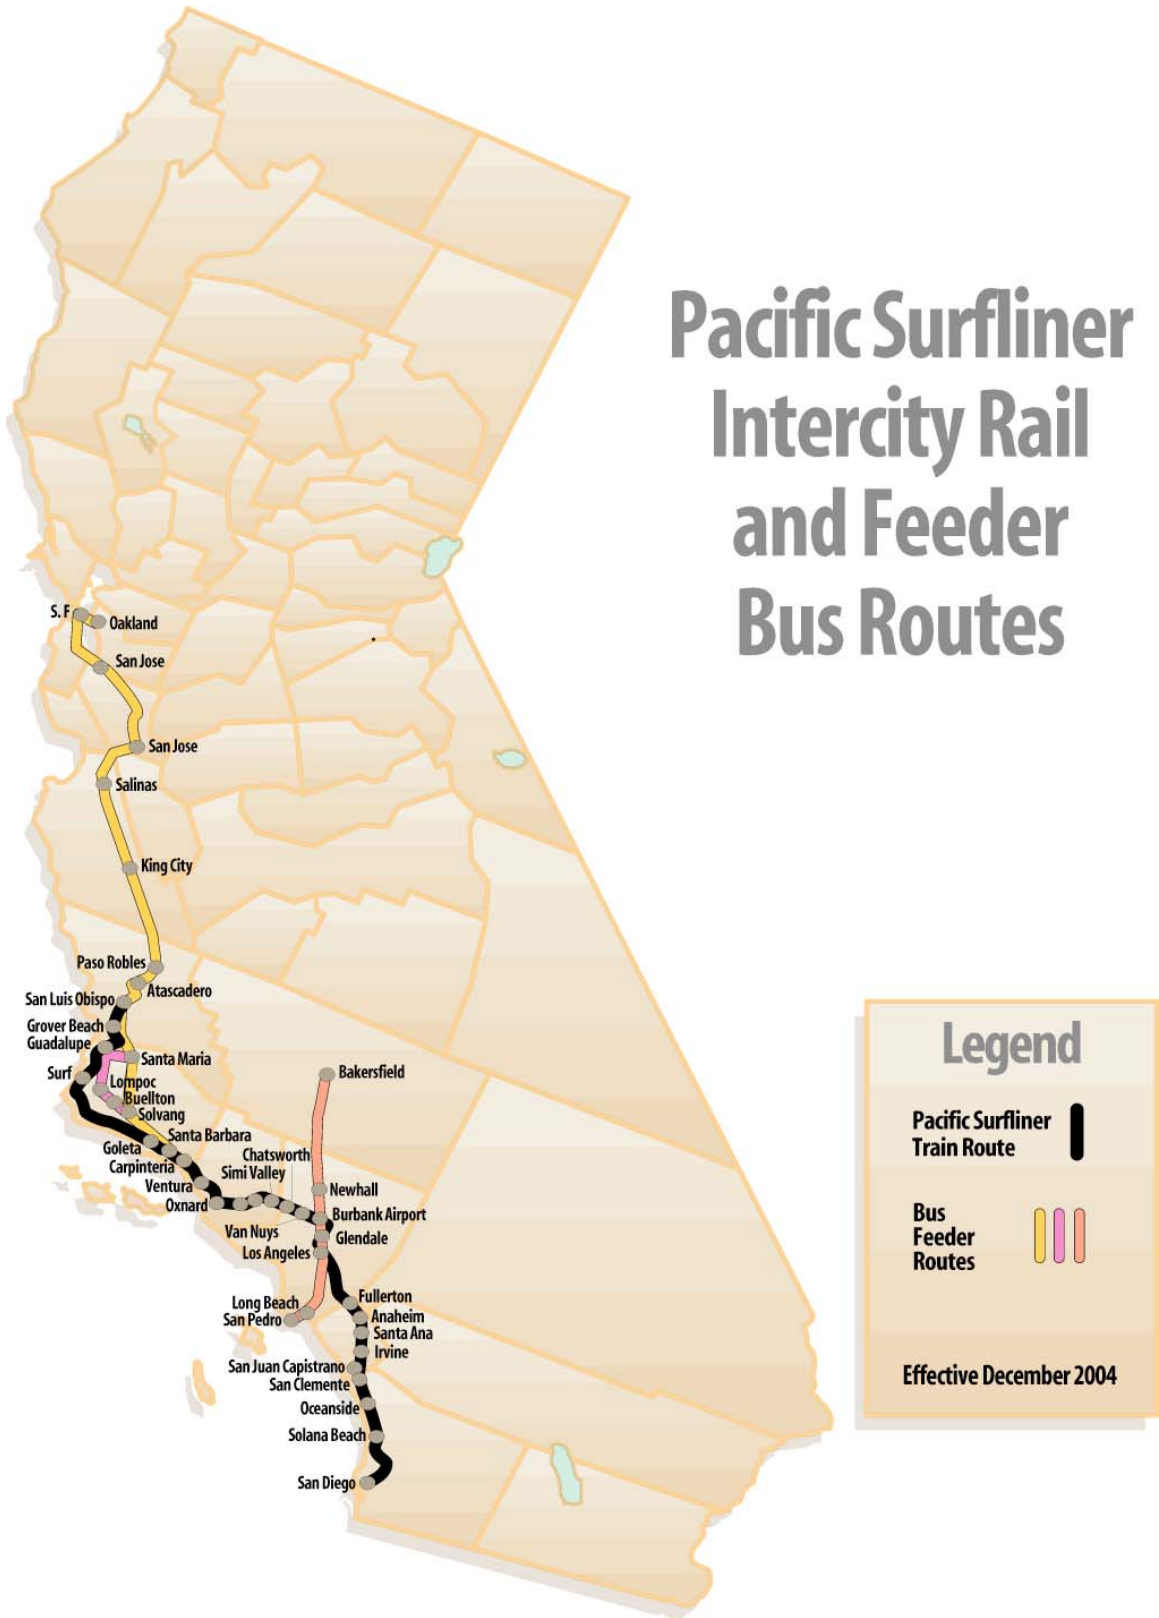 Pacific Surfliner
Intercity Rail
and Feeder
Bus Routes
S. F
Oakland
San Jose
San Jose
Salinas
King City
Paso Robles
Atascadero
San Luis Obispo
Grover Beach
Guadalupe
Santa Maria
Surf
Lompoc
Buellton
Solvang
Bakersfield
Santa Barbara
Goleta
Carpinteria
Chatsworth
Simi Valley
Ventura
Oxnard
Newhall
Burbank Airport
Van Nuys
Glendale
Los Angeles
Long Beach
San Pedro
Fullerton
Anaheim
Santa Ana
Irvine
San Juan Capistrano
San Clemente
Oceanside
Solana Beach
San Diego
Legend
Pacific Surfliner
Train Route
Bus
Feeder
Routes
Effective December 2004